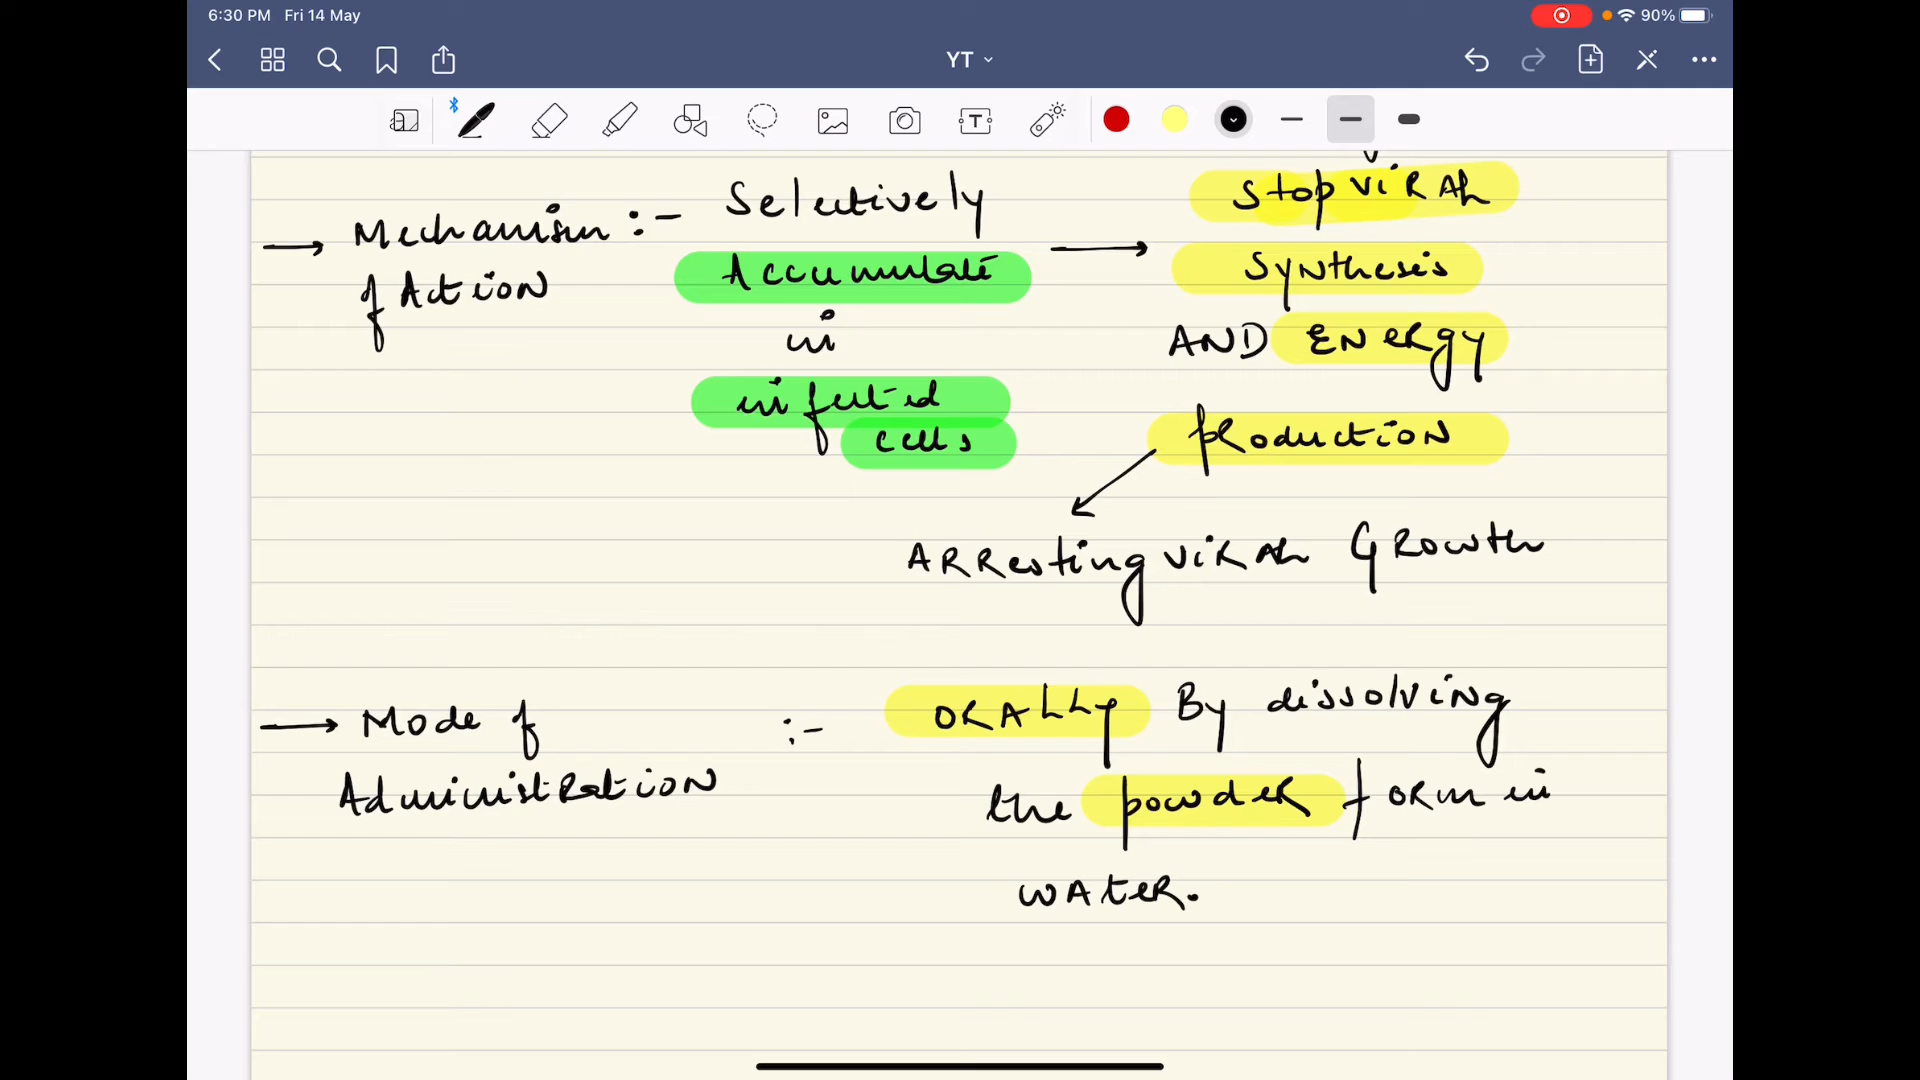 6:30 PM Fri 14 May
90%
YT
T
→ Mechanism of Action :- Selectively
Accumulate
in
infected
cells
→ Stop viral
Synthesis
AND ENergy
production
Arresting viral Growth
→ Mode of
Administration :- ORALLy By dissolving
the powder form in
water.